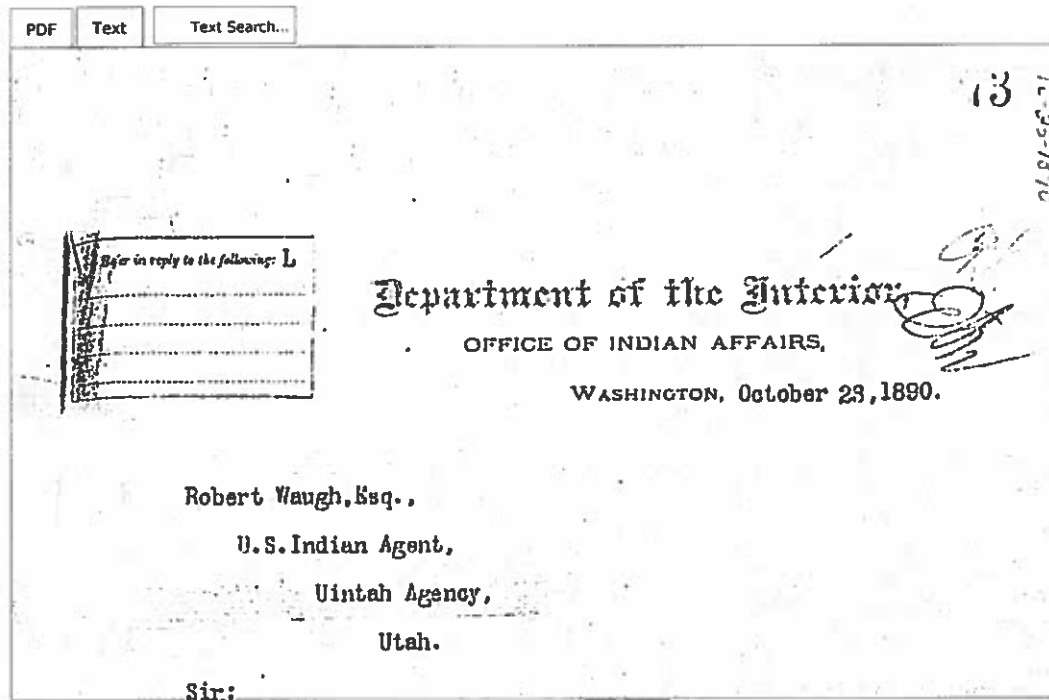 PDF Text Text Search...
Refer in reply to the following: L
Department of the Interior,
OFFICE OF INDIAN AFFAIRS,
WASHINGTON, October 23,1890.
Robert Waugh,Esq.,
U.S.Indian Agent,
Uintah Agency,
Utah.
Sir: